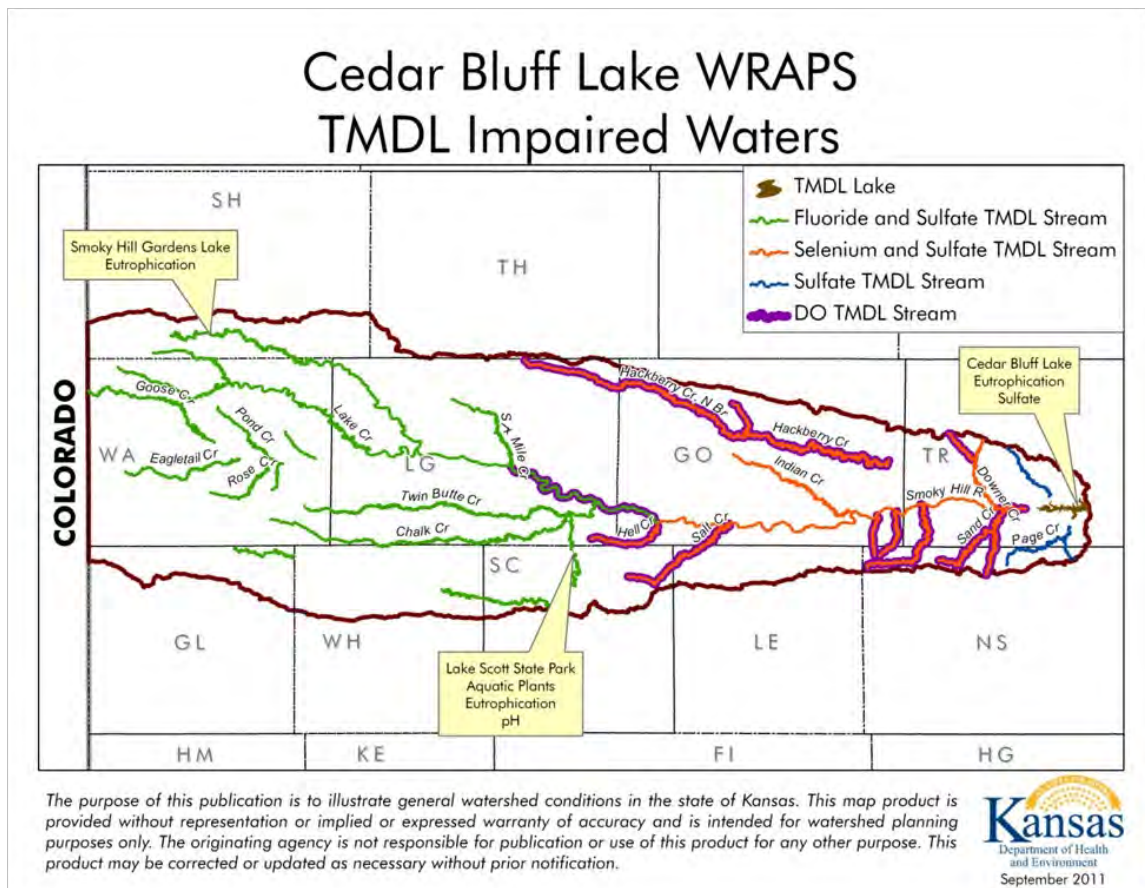 Cedar Bluff Lake WRAPS
TMDL Impaired Waters
TMDL Lake
Fluoride and Sulfate TMDL Stream
Selenium and Sulfate TMDL Stream
Sulfate TMDL Stream
DO TMDL Stream
SH
TH
Smoky Hill Gardens Lake
Eutrophication
Cedar Bluff Lake
Eutrophication
Sulfate
COLORADO
WA
Goose Cr
Pond Cr
Eagletail Cr
Rose Cr
Lake Cr
LG
Six Mile Cr
Twin Butte Cr
Chalk Cr
Hackberry Cr, N Br
Hackberry Cr
GO
Indian Cr
Hell Cr
Salt Cr
TR
Smoky Hill R
Downer Cr
Sand Cr
Page Cr
SC
GL
WH
LE
NS
Lake Scott State Park
Aquatic Plants
Eutrophication
pH
HM
KE
FI
HG
The purpose of this publication is to illustrate general watershed conditions in the state of Kansas. This map product is
provided without representation or implied or expressed warranty of accuracy and is intended for watershed planning
purposes only. The originating agency is not responsible for publication or use of this product for any other purpose. This
product may be corrected or updated as necessary without prior notification.
Kansas
Department of Health
and Environment
September 2011